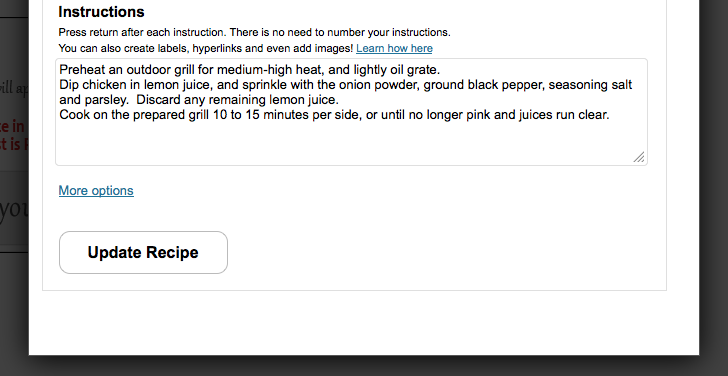 Instructions
Press return after each instruction. There is no need to number your instructions.
You can also create labels, hyperlinks and even add images! Learn how here
Preheat an outdoor grill for medium-high heat, and lightly oil grate.
Dip chicken in lemon juice, and sprinkle with the onion powder, ground black pepper, seasoning salt
and parsley.  Discard any remaining lemon juice.
Cook on the prepared grill 10 to 15 minutes per side, or until no longer pink and juices run clear.
More options
Update Recipe